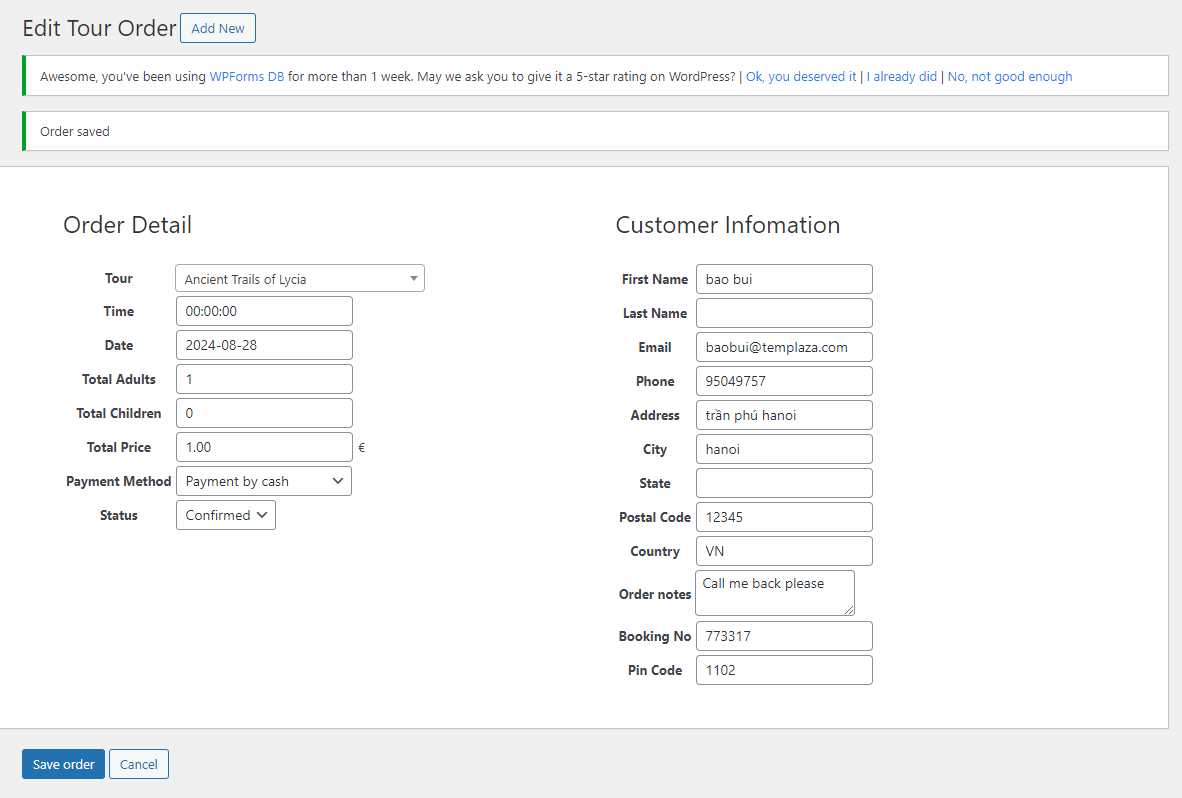 Edit Tour Order Add New
Awesome, you've been using WPForms DB for more than 1 week. May we ask you to give it a 5-star rating on WordPress? | Ok, you deserved it | I already did | No, not good enough
Order saved
Order Detail
Tour Ancient Trails of Lycia
Time 00:00:00
Date 2024-08-28
Total Adults 1
Total Children 0
Total Price 1.00 €
Payment Method Payment by cash
Status Confirmed
Customer Infomation
First Name bao bui
Last Name
Email baobui@templaza.com
Phone 95049757
Address trần phú hanoi
City hanoi
State
Postal Code 12345
Country VN
Order notes Call me back please
Booking No 773317
Pin Code 1102
Save order Cancel